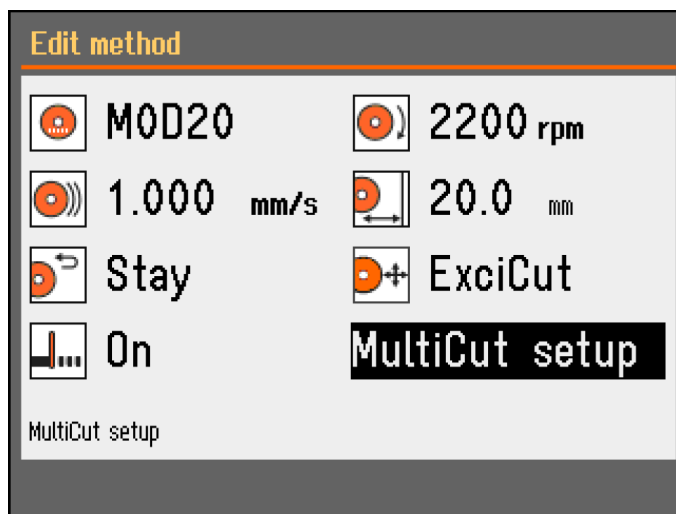 Edit method
M0D20 2200 rpm
1.000 mm/s 20.0 mm
Stay ExciCut
On MultiCut setup
MultiCut setup